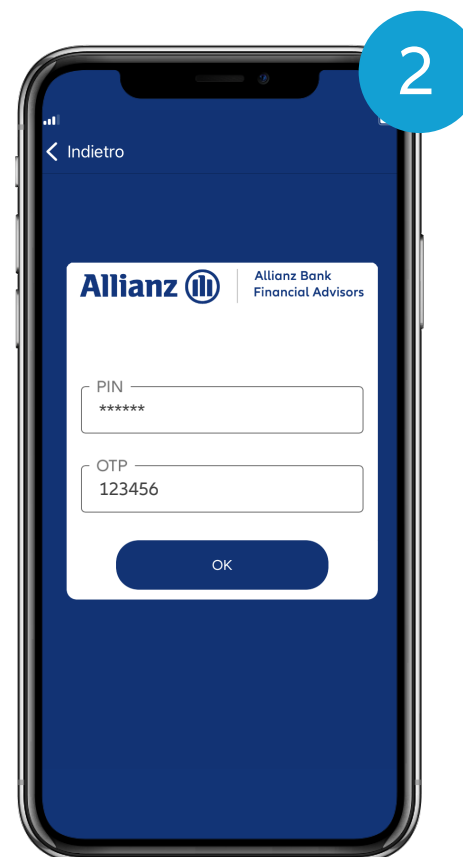 2
Indietro
Allianz
Allianz Bank
Financial Advisors
PIN
******
OTP
123456
OK